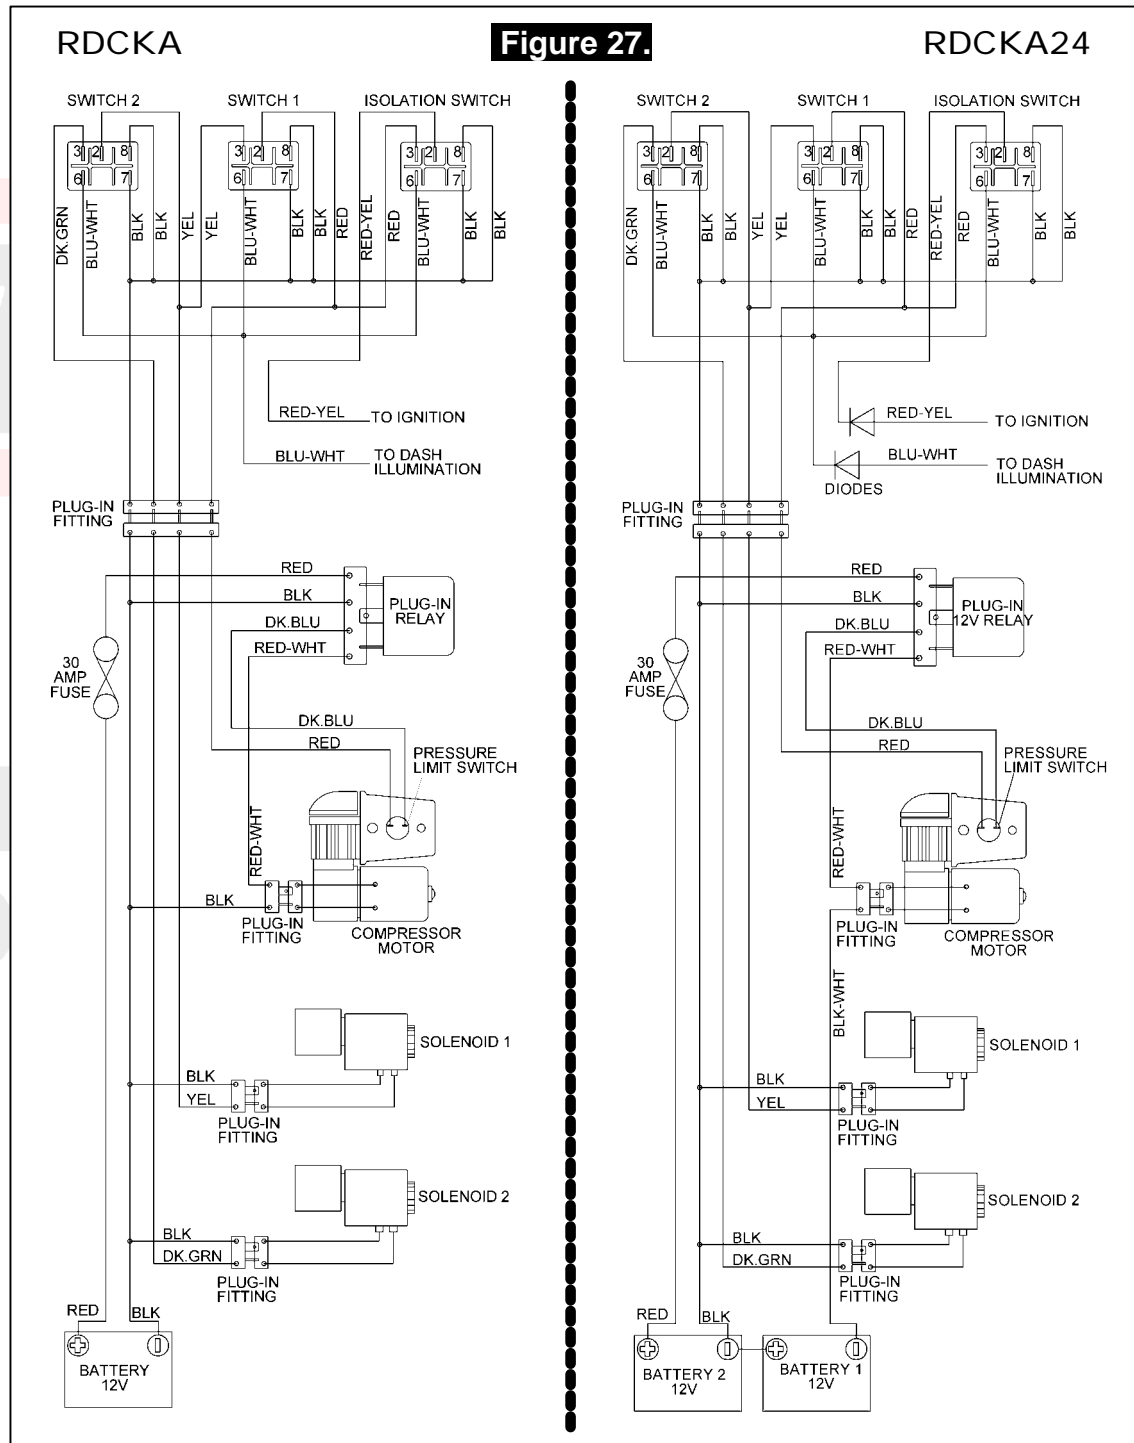 RDCKA
Figure 27.
RDCKA24
SWITCH 2
SWITCH 1
ISOLATION SWITCH
3 2 8
6 7
3 2 8
6 7
3 2 8
6 7
DK.GRN
BLU-WHT
BLK
BLK
YEL
YEL
BLU-WHT
BLK
BLK
RED
RED-YEL
RED
BLU-WHT
BLK
BLK
RED-YEL
TO IGNITION
BLU-WHT
TO DASH
ILLUMINATION
PLUG-IN
FITTING
RED
BLK
DK.BLU
RED-WHT
PLUG-IN
RELAY
30
AMP
FUSE
DK.BLU
RED
PRESSURE
LIMIT SWITCH
RED-WHT
BLK
PLUG-IN
FITTING
COMPRESSOR
MOTOR
SOLENOID 1
BLK
YEL
PLUG-IN
FITTING
SOLENOID 2
BLK
DK.GRN
PLUG-IN
FITTING
RED
BLK
BATTERY
12V
SWITCH 2
SWITCH 1
ISOLATION SWITCH
3 2 8
6 7
3 2 8
6 7
3 2 8
6 7
DK.GRN
BLU-WHT
BLK
BLK
YEL
YEL
BLU-WHT
BLK
BLK
RED
RED-YEL
RED
BLU-WHT
BLK
BLK
RED-YEL
TO IGNITION
BLU-WHT
TO DASH
ILLUMINATION
DIODES
PLUG-IN
FITTING
RED
BLK
DK.BLU
RED-WHT
PLUG-IN
12V RELAY
30
AMP
FUSE
DK.BLU
RED
PRESSURE
LIMIT SWITCH
RED-WHT
PLUG-IN
FITTING
COMPRESSOR
MOTOR
BLK-WHT
SOLENOID 1
BLK
YEL
PLUG-IN
FITTING
SOLENOID 2
BLK
DK.GRN
PLUG-IN
FITTING
RED
BLK
BATTERY 2
12V
BATTERY 1
12V